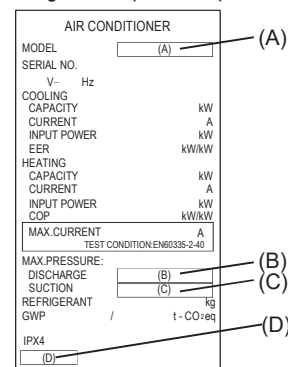 AIR CONDITIONER
MODEL (A) (A)
SERIAL NO.
V~ Hz
COOLING
CAPACITY kW
CURRENT A
INPUT POWER kW
EER kW/kW
HEATING
CAPACITY kW
CURRENT A
INPUT POWER kW
COP kW/kW
MAX.CURRENT A
TEST CONDITION:EN60335-2-40
MAX.PRESSURE:
DISCHARGE (B) (B)
SUCTION (C) (C)
REFRIGERANT kg
GWP / t - CO₂eq
IPX4
(D) (D)